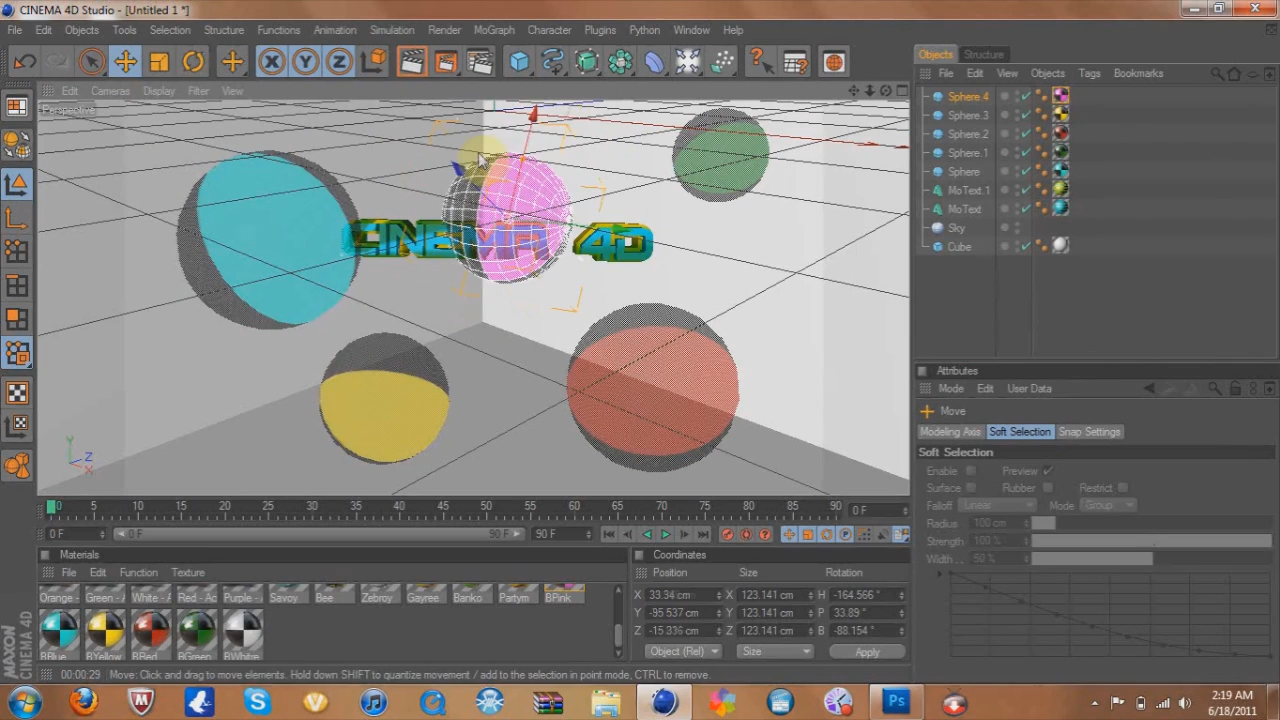 CINEMA 4D Studio - [Untitled 1 *]
File Edit Objects Tools Selection Structure Functions Animation Simulation Render MoGraph Character Plugins Python Window Help
X Y Z
Objects Structure
File Edit View Objects Tags Bookmarks
Edit Cameras Display Filter View
Perspective
Sphere.4
Sphere.3
Sphere.2
Sphere.1
Sphere
MoText.1
MoText
Sky
Cube
CINEMA 4D
Y
Z
X
Attributes
Mode Edit User Data
Move
Modeling Axis Soft Selection Snap Settings
Soft Selection
Enable Preview
Surface Rubber Restrict
Falloff Linear Mode Group
Radius 100 cm
Strength 100 %
Width 50 %
0 5 10 15 20 25 30 35 40 45 50 55 60 65 70 75 80 85 90 0 F
0 F 0 F 90 F 90 F
Materials
File Edit Function Texture
Orange - Green - A White - A Red - Ac Purple - Savoy Bee Zebroy Gayree Banko Partym BPink
BBlue BYellow BRed BGreen BWhitre
Coordinates
Position Size Rotation
X 33.34 cm X 123.141 cm H -164.566 °
Y -95.537 cm Y 123.141 cm P 33.89 °
Z -15.336 cm Z 123.141 cm B -88.154 °
Object (Rel) Size Apply
MAXON CINEMA 4D
00:00:29 Move: Click and drag to move elements. Hold down SHIFT to quantize movement / add to the selection in point mode, CTRL to remove.
Ps
2:19 AM
6/18/2011